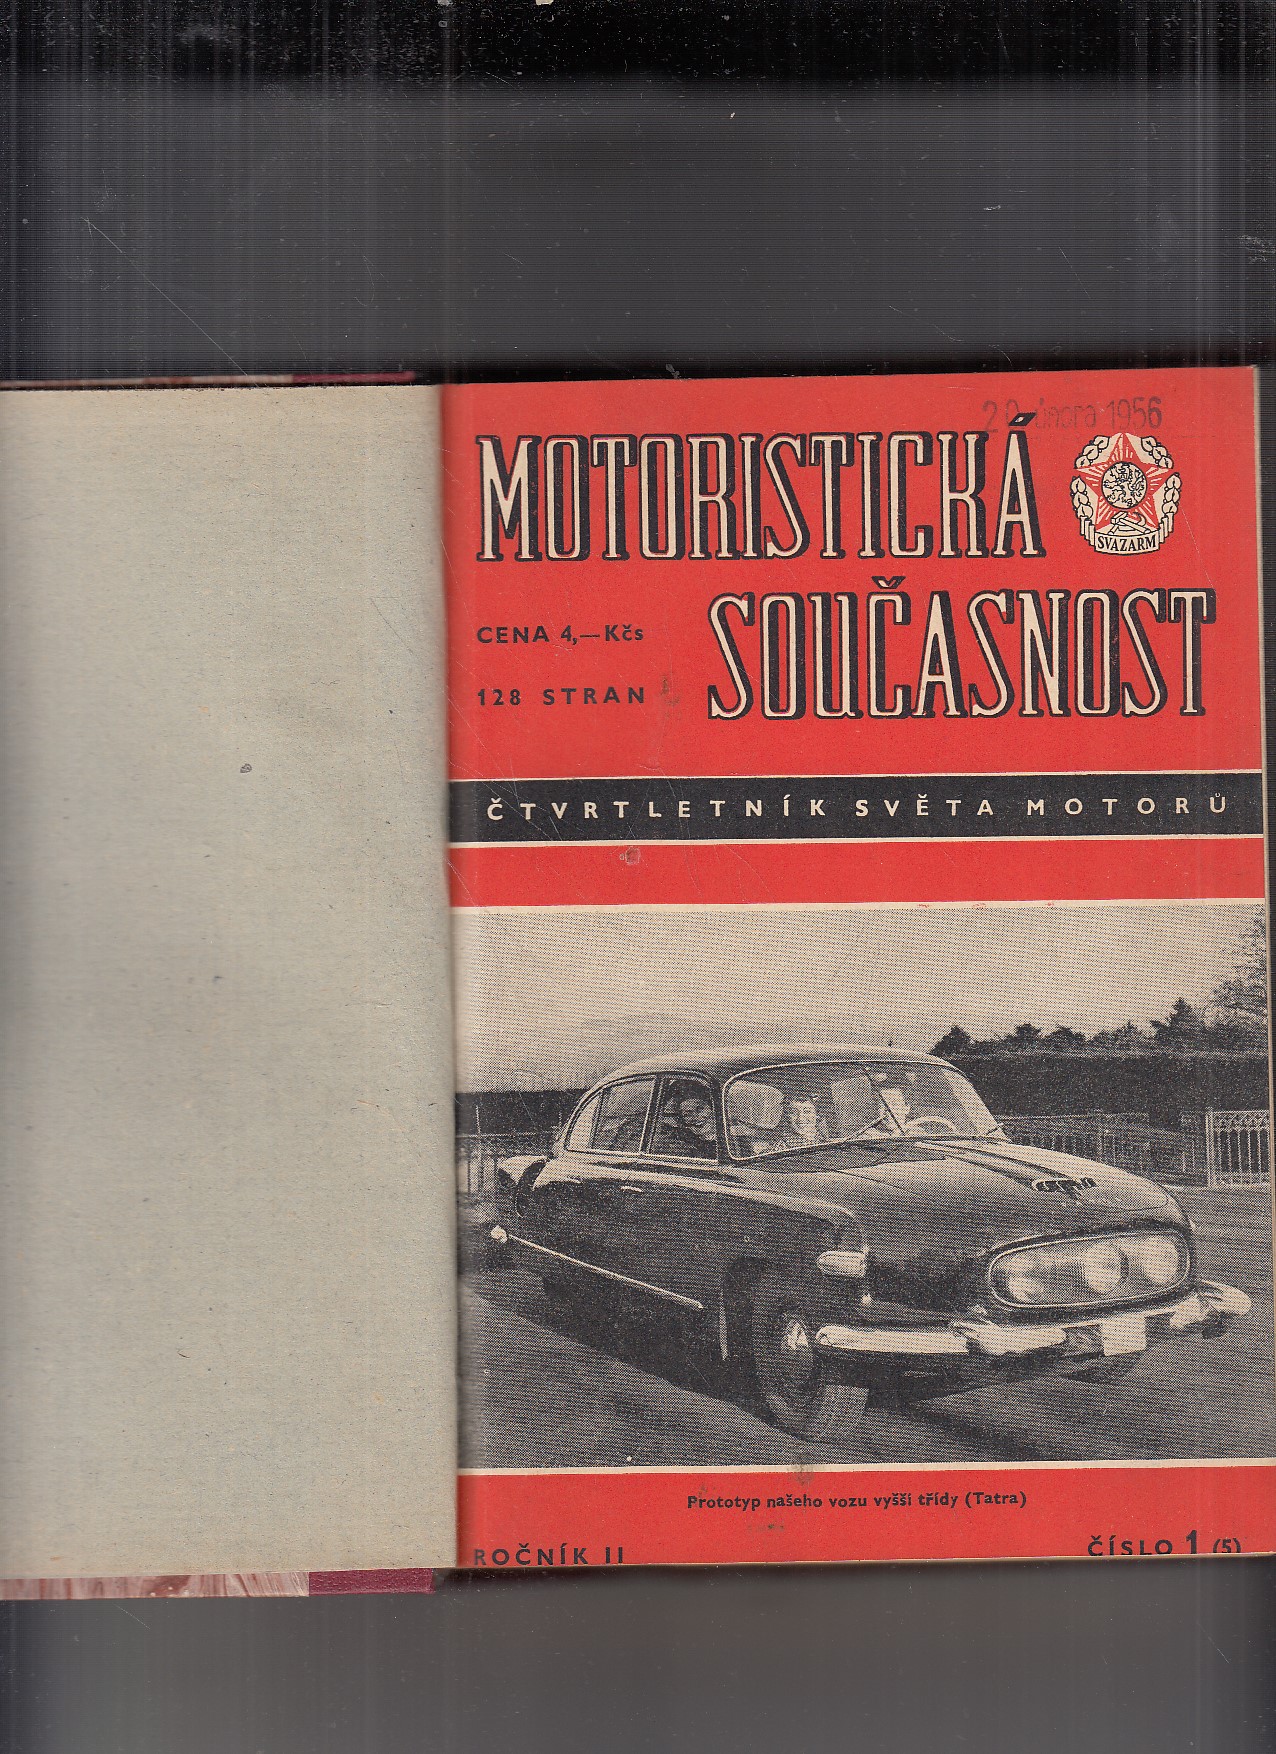 února 1956
MOTORISTICKÁ
SVAZARM
SOUČASNOST
CENA 4,—Kčs
128 STRAN
ČTVRTLETNÍK SVĚTA MOTORŮ
Prototyp našeho vozu vyšší třídy (Tatra)
ROČNÍK II
ČÍSLO 1 (5)